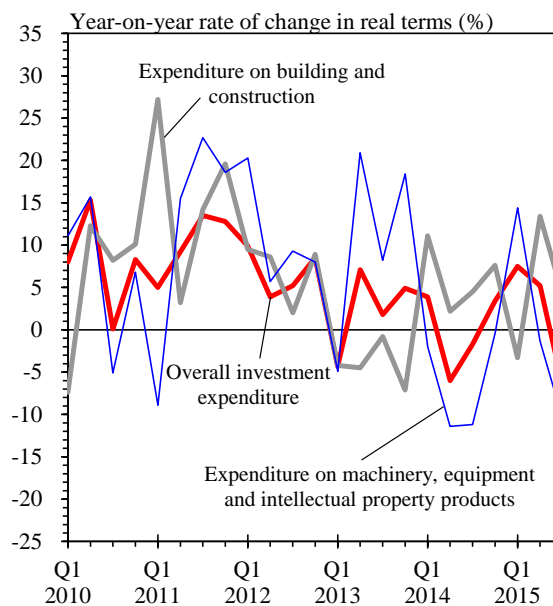 Year-on-year rate of change in real terms (%)
35
30
25
20
15
10
5
0
-5
-10
-15
-20
-25
Expenditure on building and
construction
Overall investment
expenditure
Expenditure on machinery, equipment
and intellectual property products
Q1 Q1 Q1 Q1 Q1 Q1
2010 2011 2012 2013 2014 2015